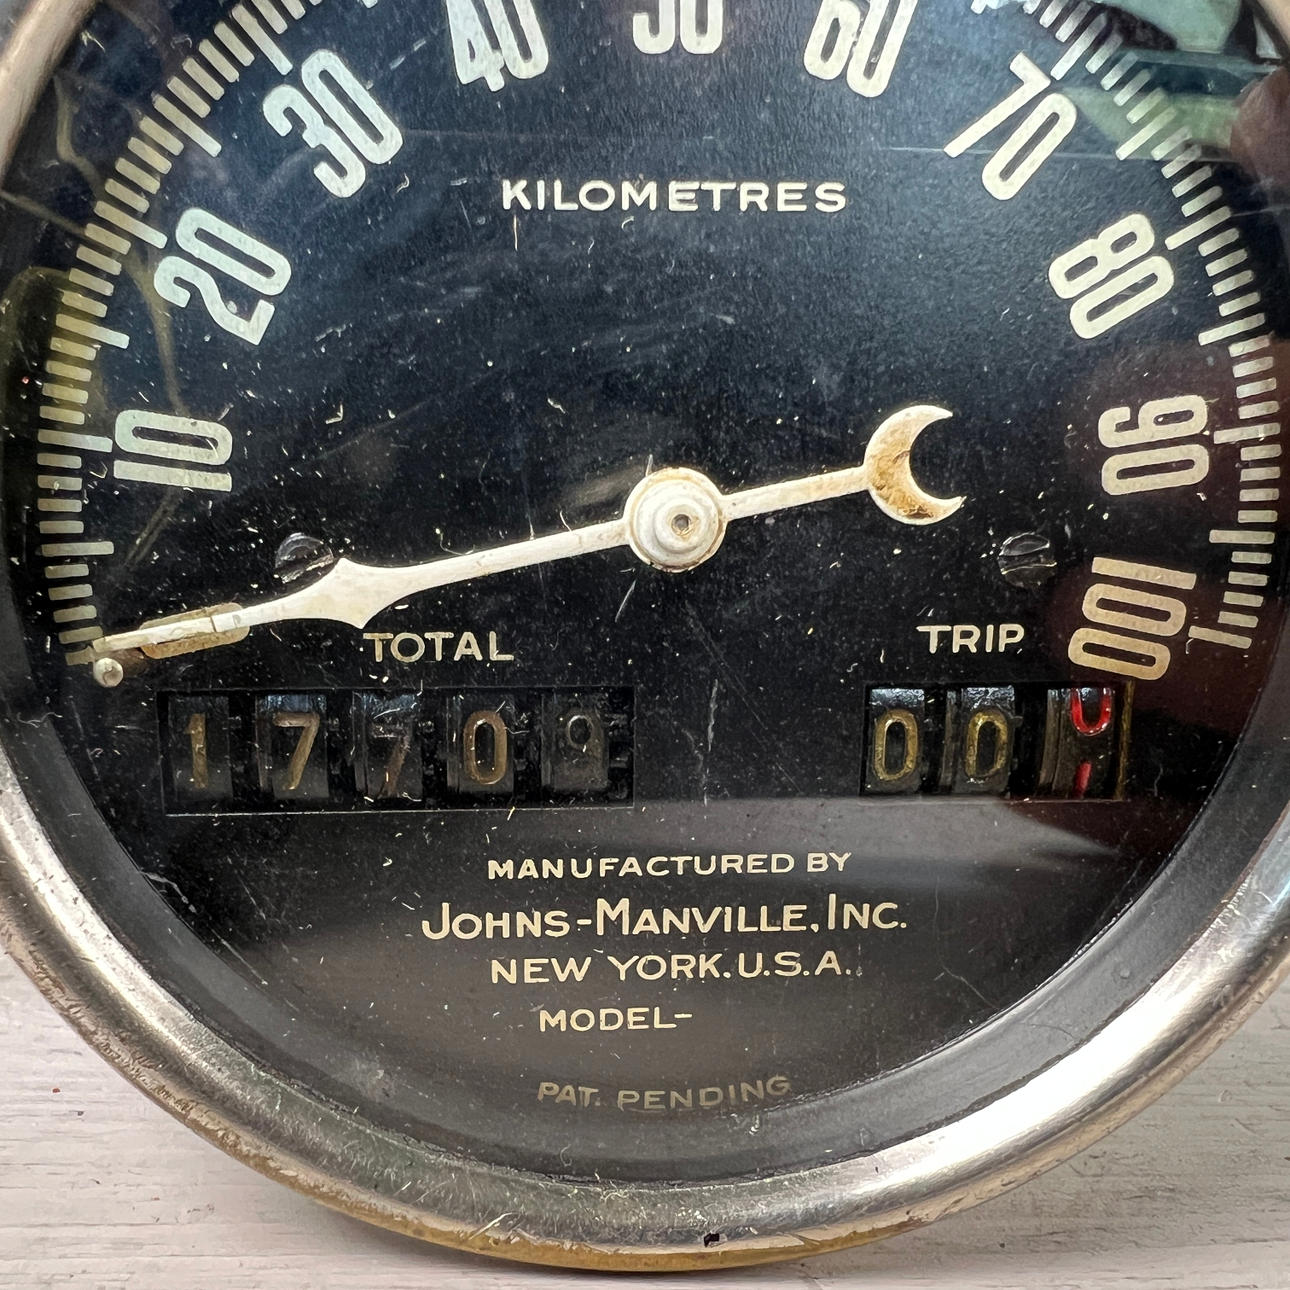 10 20 30 40 50 60 70 80 90 100
KILOMETRES
TOTAL TRIP
17709 00
MANUFACTURED BY
JOHNS-MANVILLE, INC.
NEW YORK. U.S.A.
MODEL-
PAT. PENDING